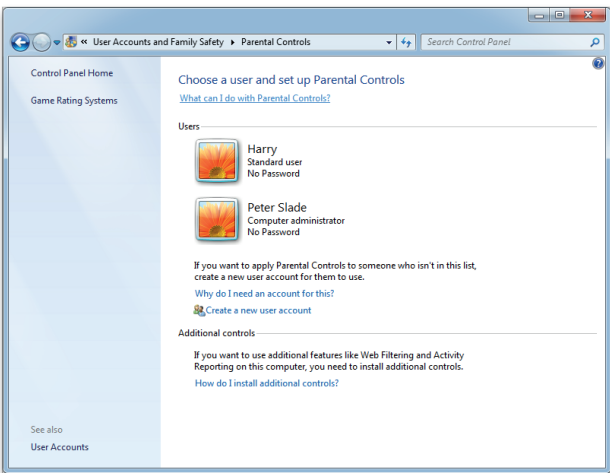 « User Accounts and Family Safety ▸ Parental Controls
Search Control Panel
Control Panel Home
Game Rating Systems
Choose a user and set up Parental Controls
What can I do with Parental Controls?
Users
Harry
Standard user
No Password
Peter Slade
Computer administrator
No Password
If you want to apply Parental Controls to someone who isn't in this list,
create a new user account for them to use.
Why do I need an account for this?
Create a new user account
Additional controls
If you want to use additional features like Web Filtering and Activity
Reporting on this computer, you need to install additional controls.
How do I install additional controls?
See also
User Accounts